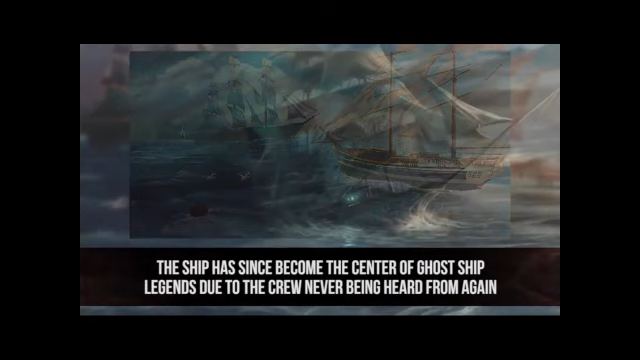 THE SHIP HAS SINCE BECOME THE CENTER OF GHOST SHIP
LEGENDS DUE TO THE CREW NEVER BEING HEARD FROM AGAIN